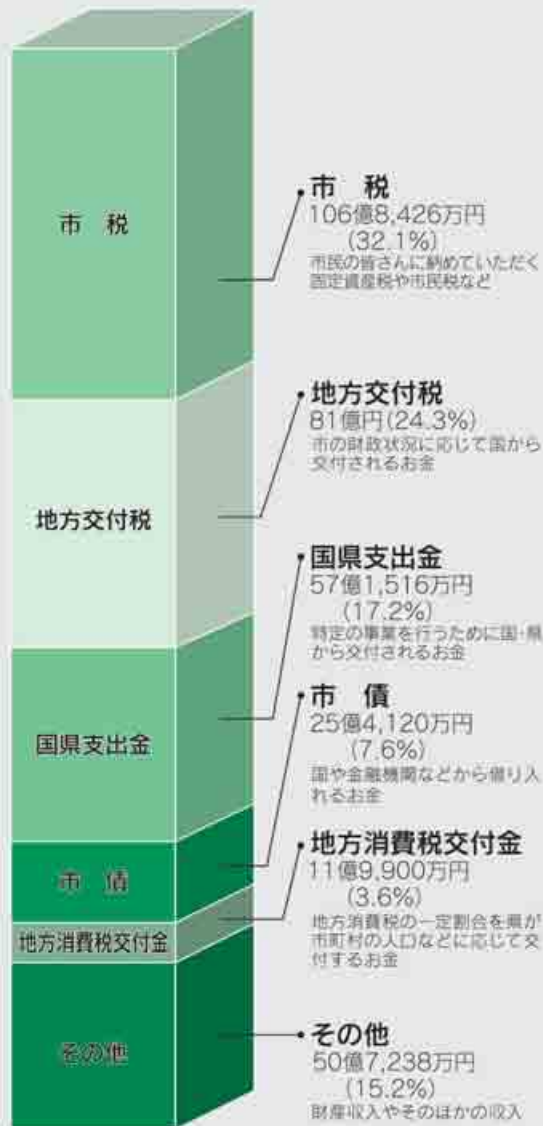 市　税
地方交付税
国県支出金
市　債
地方消費税交付金
その他
市　税
106億8,426万円
(32.1%)
市民の皆さんに納めていただく
固定資産税や市民税など
地方交付税
81億円(24.3%)
市の財政状況に応じて国から
交付されるお金
国県支出金
57億1,516万円
(17.2%)
特定の事業を行うために国・県
から交付されるお金
市　債
25億4,120万円
(7.6%)
国や金融機関などから借り入
れるお金
地方消費税交付金
11億9,900万円
(3.6%)
地方消費税の一定割合を県が
市町村の人口などに応じて交
付するお金
その他
50億7,238万円
(15.2%)
財産収入やそのほかの収入